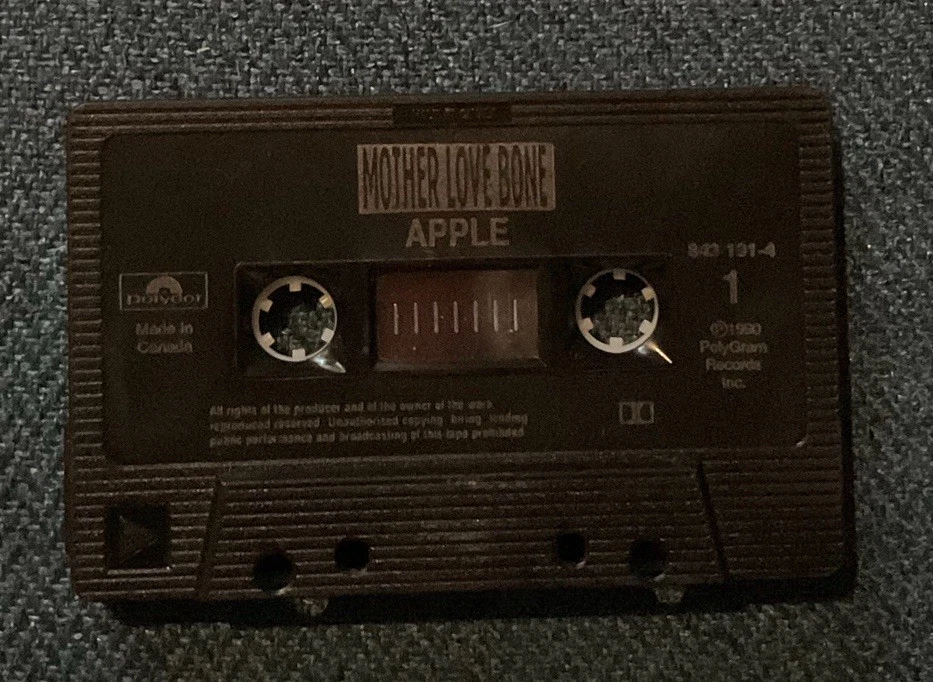 MOTHER LOVE BONE
APPLE
843 191-4
1
polydor
Made in
Canada
℗1990
PolyGram
Records
Inc.
All rights of the producer and of the owner of the work
reproduced reserved Unauthorised copying hiring lending
public performance and broadcasting of this tape prohibited